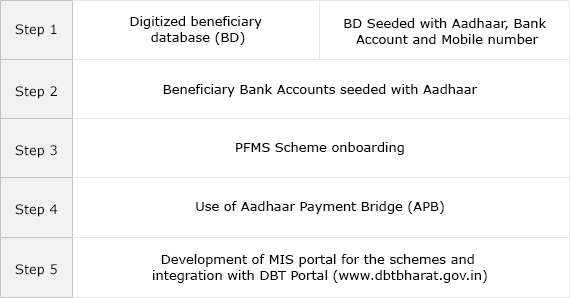 Step 1
Digitized beneficiary
database (BD)
BD Seeded with Aadhaar, Bank
Account and Mobile number
Step 2
Beneficiary Bank Accounts seeded with Aadhaar
Step 3
PFMS Scheme onboarding
Step 4
Use of Aadhaar Payment Bridge (APB)
Step 5
Development of MIS portal for the schemes and
integration with DBT Portal (www.dbtbharat.gov.in)